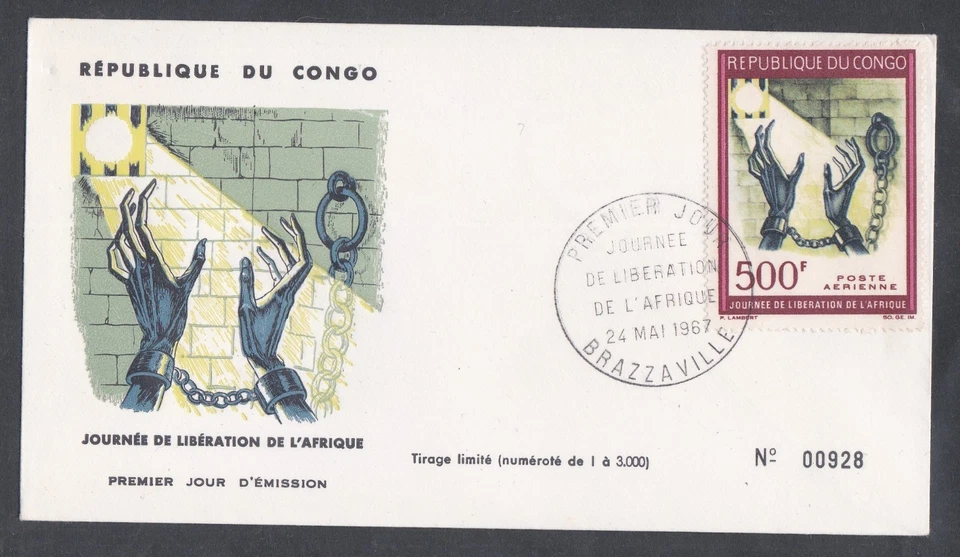 RÉPUBLIQUE DU CONGO
JOURNÉE DE LIBÉRATION DE L'AFRIQUE
PREMIER JOUR D'ÉMISSION
Tirage limité (numéroté de 1 à 3.000)
Nº 00928
REPUBLIQUE DU CONGO
500F
POSTE
AERIENNE
JOURNEE DE LIBERATION DE L'AFRIQUE
P. LAMBERT
SO. GE. IM.
PREMIER JOUR
JOURNEE
DE LIBERATION
DE L'AFRIQUE
24 MAI 1967
BRAZZAVILLE